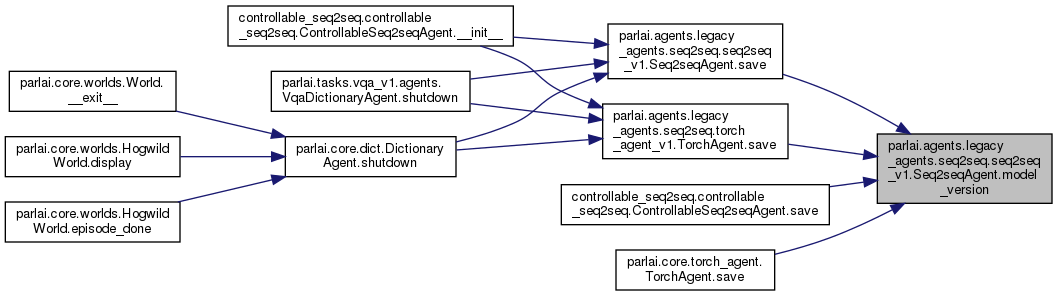 controllable_seq2seq.controllable
_seq2seq.ControllableSeq2seqAgent.__init__
parlai.agents.legacy
_agents.seq2seq.seq2seq
_v1.Seq2seqAgent.save
parlai.core.worlds.World.
__exit__
parlai.tasks.vqa_v1.agents.
VqaDictionaryAgent.shutdown
parlai.agents.legacy
_agents.seq2seq.torch
_agent_v1.TorchAgent.save
parlai.core.worlds.Hogwild
World.display
parlai.core.dict.Dictionary
Agent.shutdown
parlai.agents.legacy
_agents.seq2seq.seq2seq
_v1.Seq2seqAgent.model
_version
controllable_seq2seq.controllable
_seq2seq.ControllableSeq2seqAgent.save
parlai.core.worlds.Hogwild
World.episode_done
parlai.core.torch_agent.
TorchAgent.save